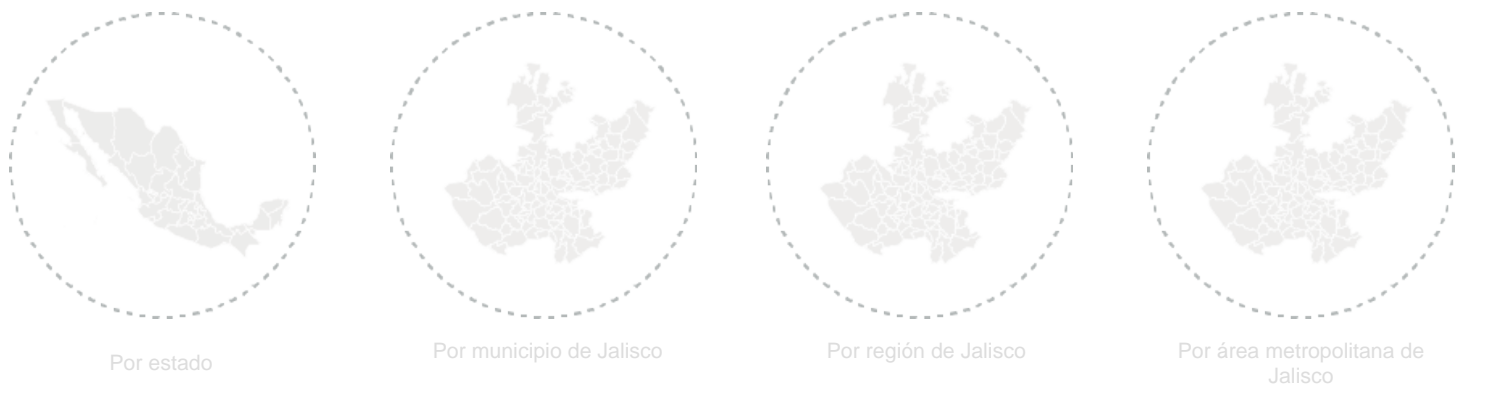 Por estado
Por municipio de Jalisco
Por región de Jalisco
Por área metropolitana de
Jalisco